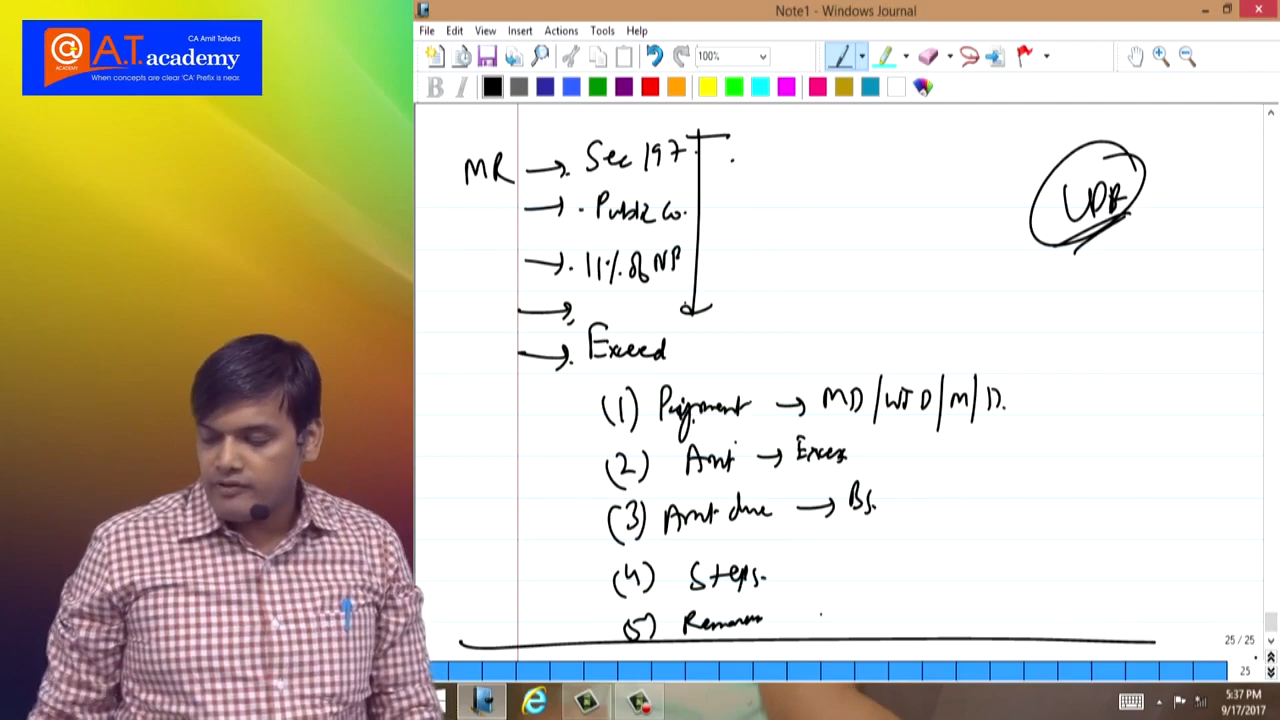 CA Amit Tated's
@ A.T. academy
ACADEMY
When concepts are clear 'CA' Prefix is near.
Note1 - Windows Journal
File Edit View Insert Actions Tools Help
100%
B I
MR → Sec 197
→ Public Co.
→ 11% of NP
→
→ Exceed
(1) Payment → MD/WTD/M/D.
(2) Amt → Excess
(3) Amt due → BS.
(4) Steps.
(5) Remarks
25 / 25
25
5:37 PM
9/17/2017